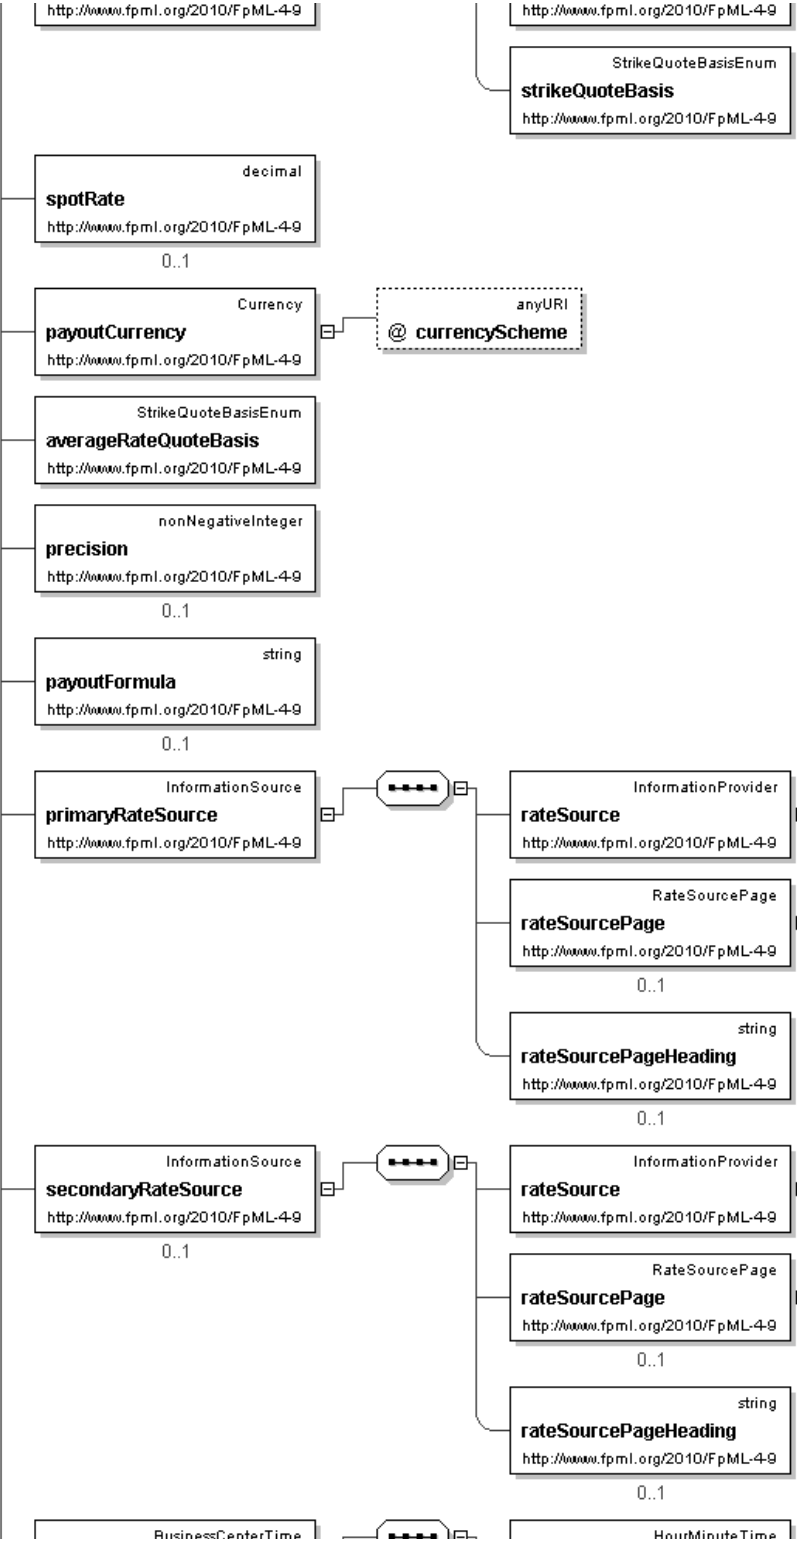 http://www.fpml.org/2010/FpML-4-9
http://www.fpml.org/2010/FpML-4-9
StrikeQuoteBasisEnum
strikeQuoteBasis
http://www.fpml.org/2010/FpML-4-9
decimal
spotRate
http://www.fpml.org/2010/FpML-4-9
0..1
Currency
payoutCurrency
http://www.fpml.org/2010/FpML-4-9
anyURI
@ currencyScheme
StrikeQuoteBasisEnum
averageRateQuoteBasis
http://www.fpml.org/2010/FpML-4-9
nonNegativeInteger
precision
http://www.fpml.org/2010/FpML-4-9
0..1
string
payoutFormula
http://www.fpml.org/2010/FpML-4-9
0..1
InformationSource
primaryRateSource
http://www.fpml.org/2010/FpML-4-9
InformationProvider
rateSource
http://www.fpml.org/2010/FpML-4-9
RateSourcePage
rateSourcePage
http://www.fpml.org/2010/FpML-4-9
0..1
string
rateSourcePageHeading
http://www.fpml.org/2010/FpML-4-9
0..1
InformationSource
secondaryRateSource
http://www.fpml.org/2010/FpML-4-9
0..1
InformationProvider
rateSource
http://www.fpml.org/2010/FpML-4-9
RateSourcePage
rateSourcePage
http://www.fpml.org/2010/FpML-4-9
0..1
string
rateSourcePageHeading
http://www.fpml.org/2010/FpML-4-9
0..1
BusinessCenterTime
HourMinuteTime